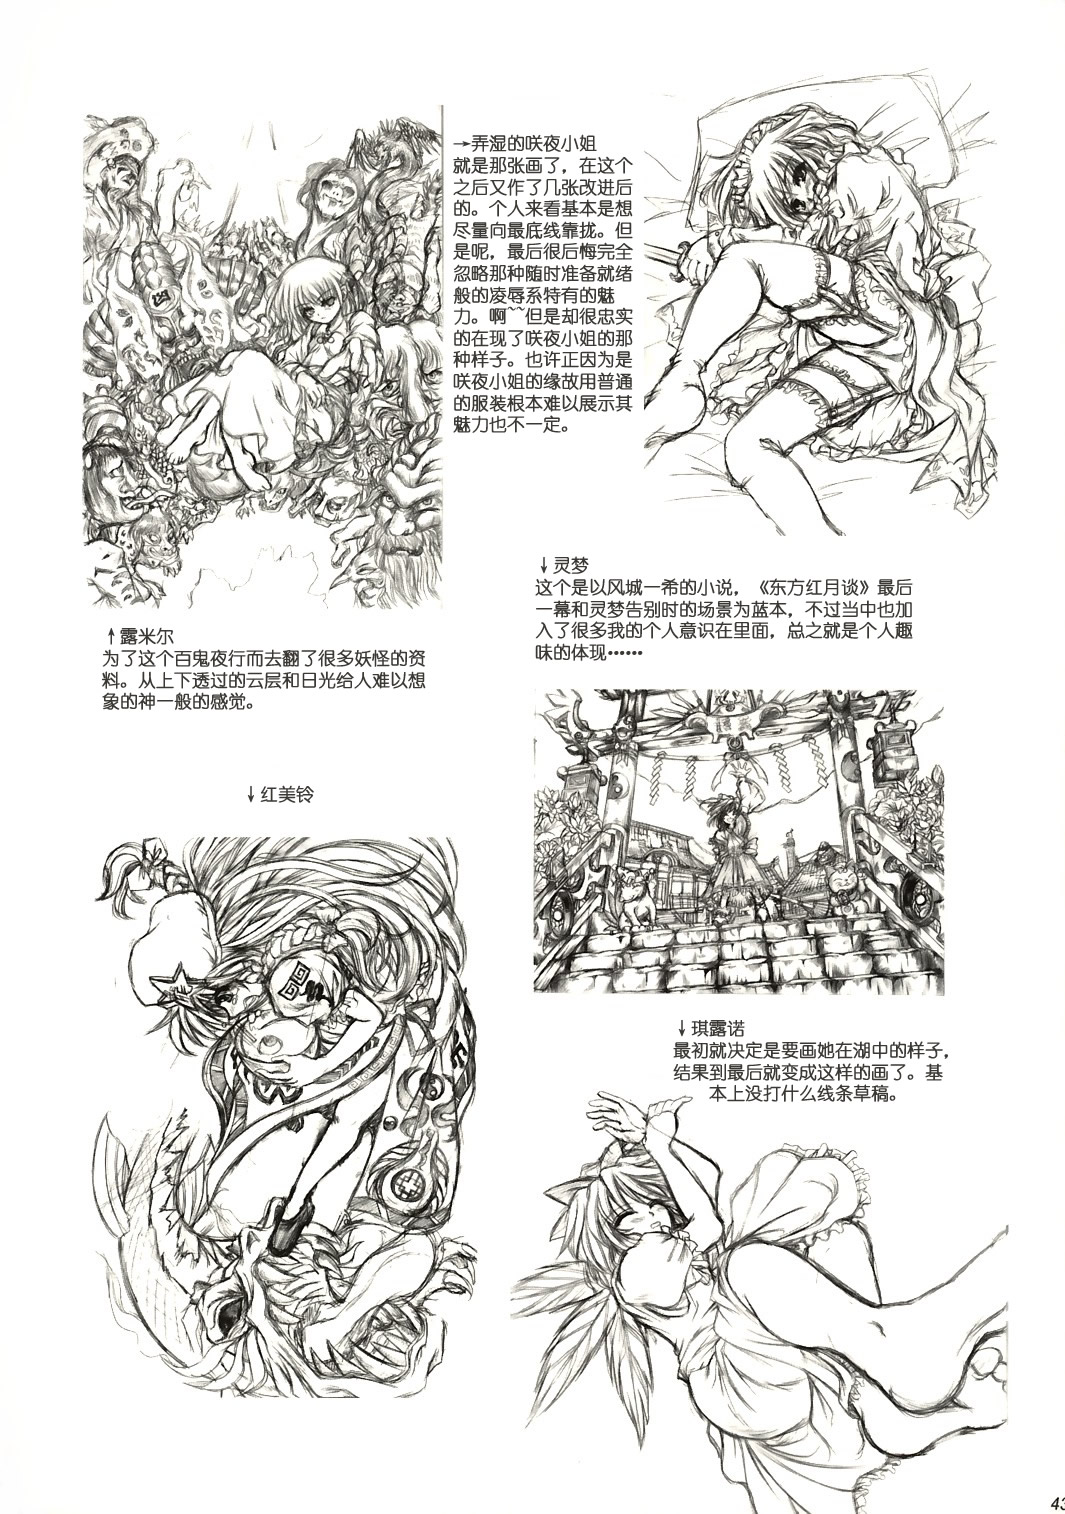 →弄湿的咲夜小姐
就是那张画了，在这个
之后又作了几张改进后
的。个人来看基本是想
尽量向最底线靠拢。但
是呢，最后很后悔完全
忽略那种随时准备就绪
般的凌辱系特有的魅
力。啊~~但是却很忠实
的在现了咲夜小姐的那
种样子。也许正因为是
咲夜小姐的缘故用普通
的服装根本难以展示其
魅力也不一定。
↓灵梦
这个是以风城一希的小说，《东方红月谈》最后
一幕和灵梦告别时的场景为蓝本，不过当中也加
入了很多我的个人意识在里面，总之就是个人趣
味的体现······
↑露米尔
为了这个百鬼夜行而去翻了很多妖怪的资
料。从上下透过的云层和日光给人难以想
象的神一般的感觉。
↓红美铃
↓琪露诺
最初就决定是要画她在湖中的样子，
结果到最后就变成这样的画了。基
本上没打什么线条草稿。
43